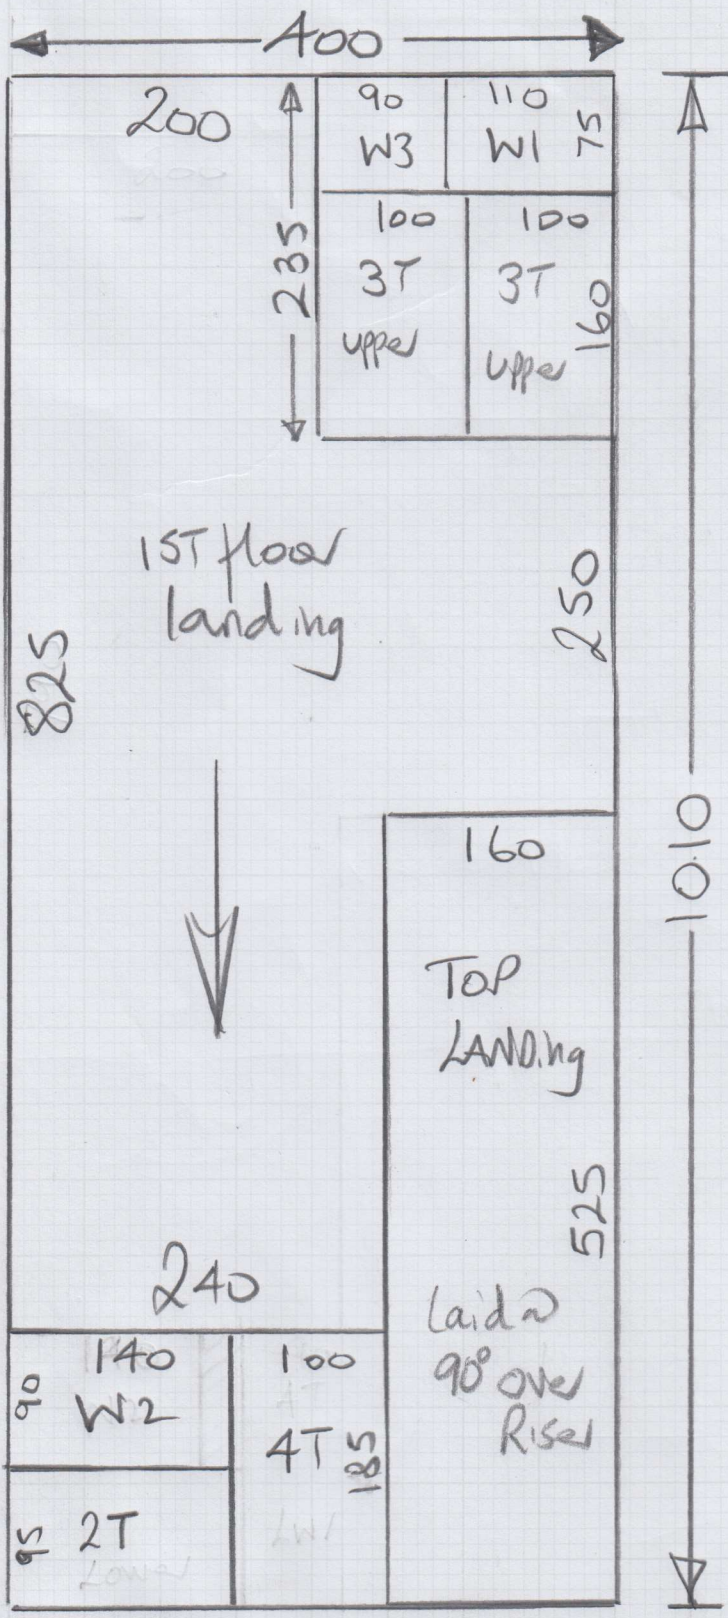 400
200
90
W3
110
W1
75
235
100
3T
upper
100
3T
upper
160
1ST floor
landing
825
250
1010
160
TOP
LANDing
525
Laid @
90° over
Riser
240
140
W2
90
100
4T
185
95
2T
Lower